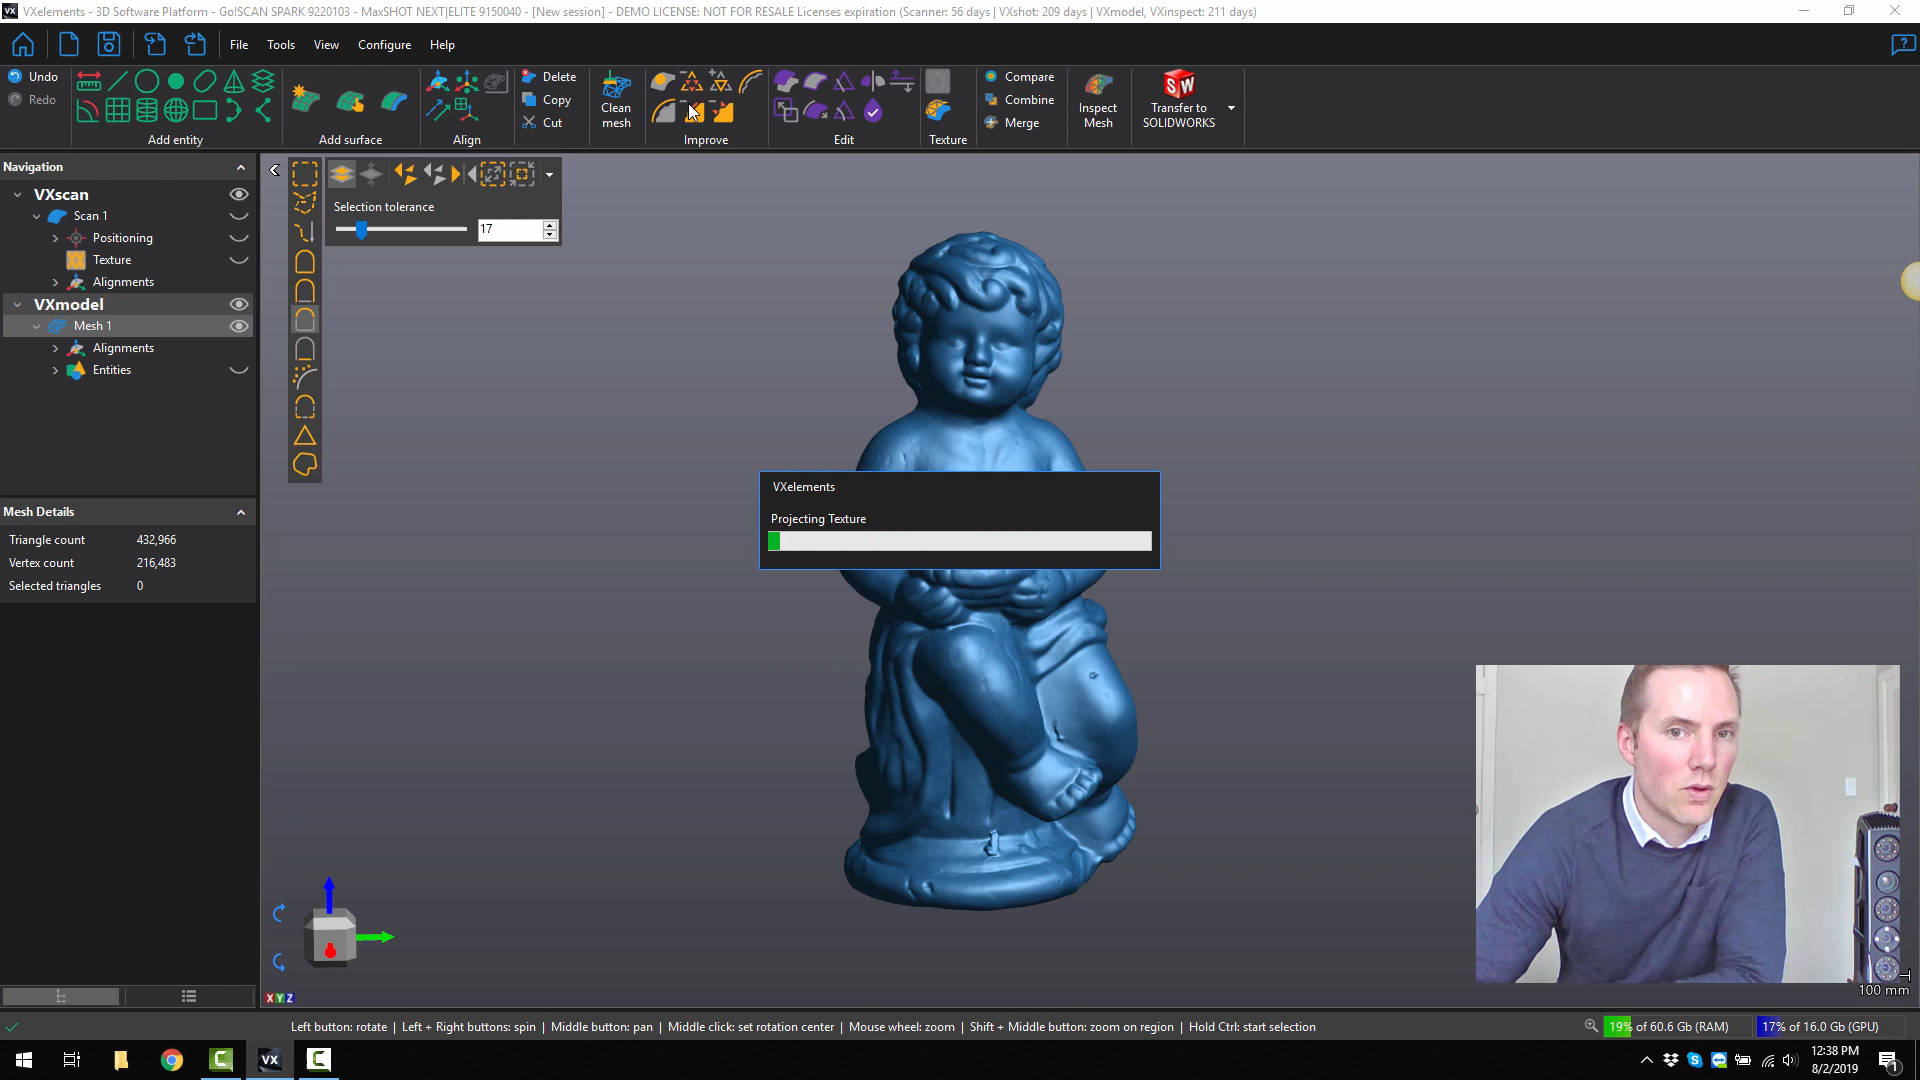 VX VXelements - 3D Software Platform - Go!SCAN SPARK 9220103 - MaxSHOT NEXT|ELITE 9150040 - [New session] - DEMO LICENSE: NOT FOR RESALE Licenses expiration (Scanner: 56 days | VXshot: 209 days | VXmodel, VXinspect: 211 days)
File Tools View Configure Help
Undo
Redo
Add entity
Add surface
Align
Delete
Copy
Cut
Clean
mesh
Improve
Edit
Texture
Compare
Combine
Merge
Inspect
Mesh
SW
Transfer to
SOLIDWORKS
Navigation
VXscan
Scan 1
Positioning
Texture
Alignments
VXmodel
Mesh 1
Alignments
Entities
Selection tolerance
17
Mesh Details
Triangle count 432,966
Vertex count 216,483
Selected triangles 0
VXelements
Projecting Texture
XYZ
100 mm
Left button: rotate | Left + Right buttons: spin | Middle button: pan | Middle click: set rotation center | Mouse wheel: zoom | Shift + Middle button: zoom on region | Hold Ctrl: start selection
19% of 60.6 Gb (RAM) 17% of 16.0 Gb (GPU)
VX
12:38 PM
8/2/2019
1